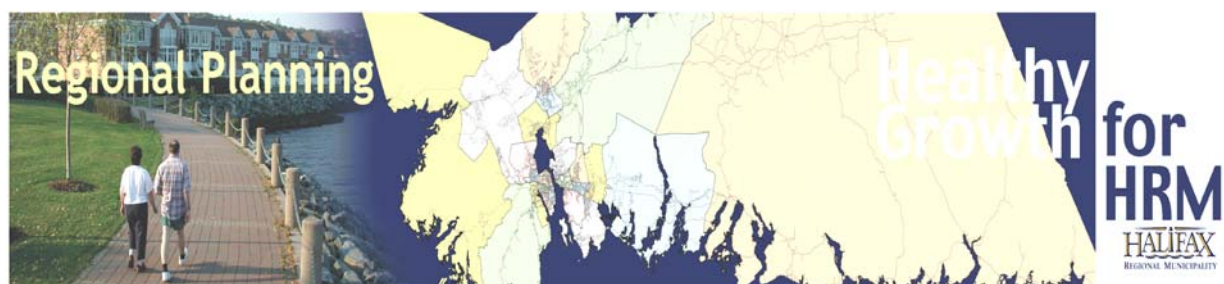 Regional Planning
Healthy
Growth
for
HRM
HALIFAX
REGIONAL MUNICIPALITY